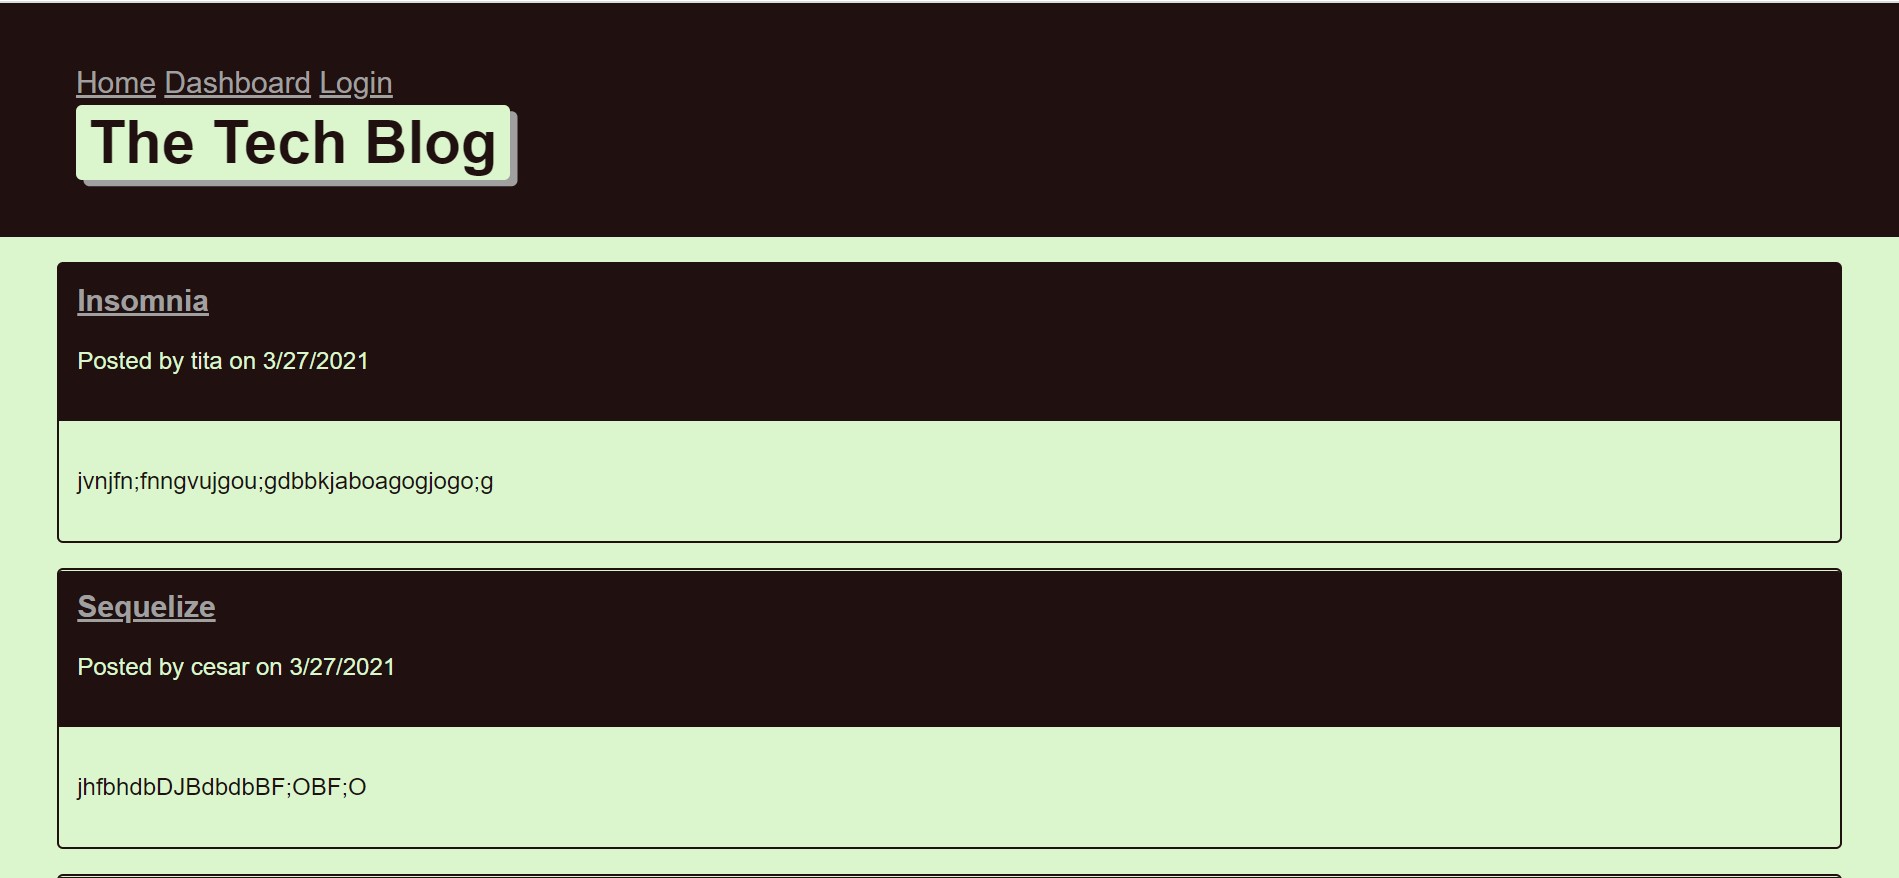 Home Dashboard Login
The Tech Blog
Insomnia
Posted by tita on 3/27/2021
jvnjfn;fnngvujgou;gdbbkjaboagogjogo;g
Sequelize
Posted by cesar on 3/27/2021
jhfbhdbDJBdbdbBF;OBF;O